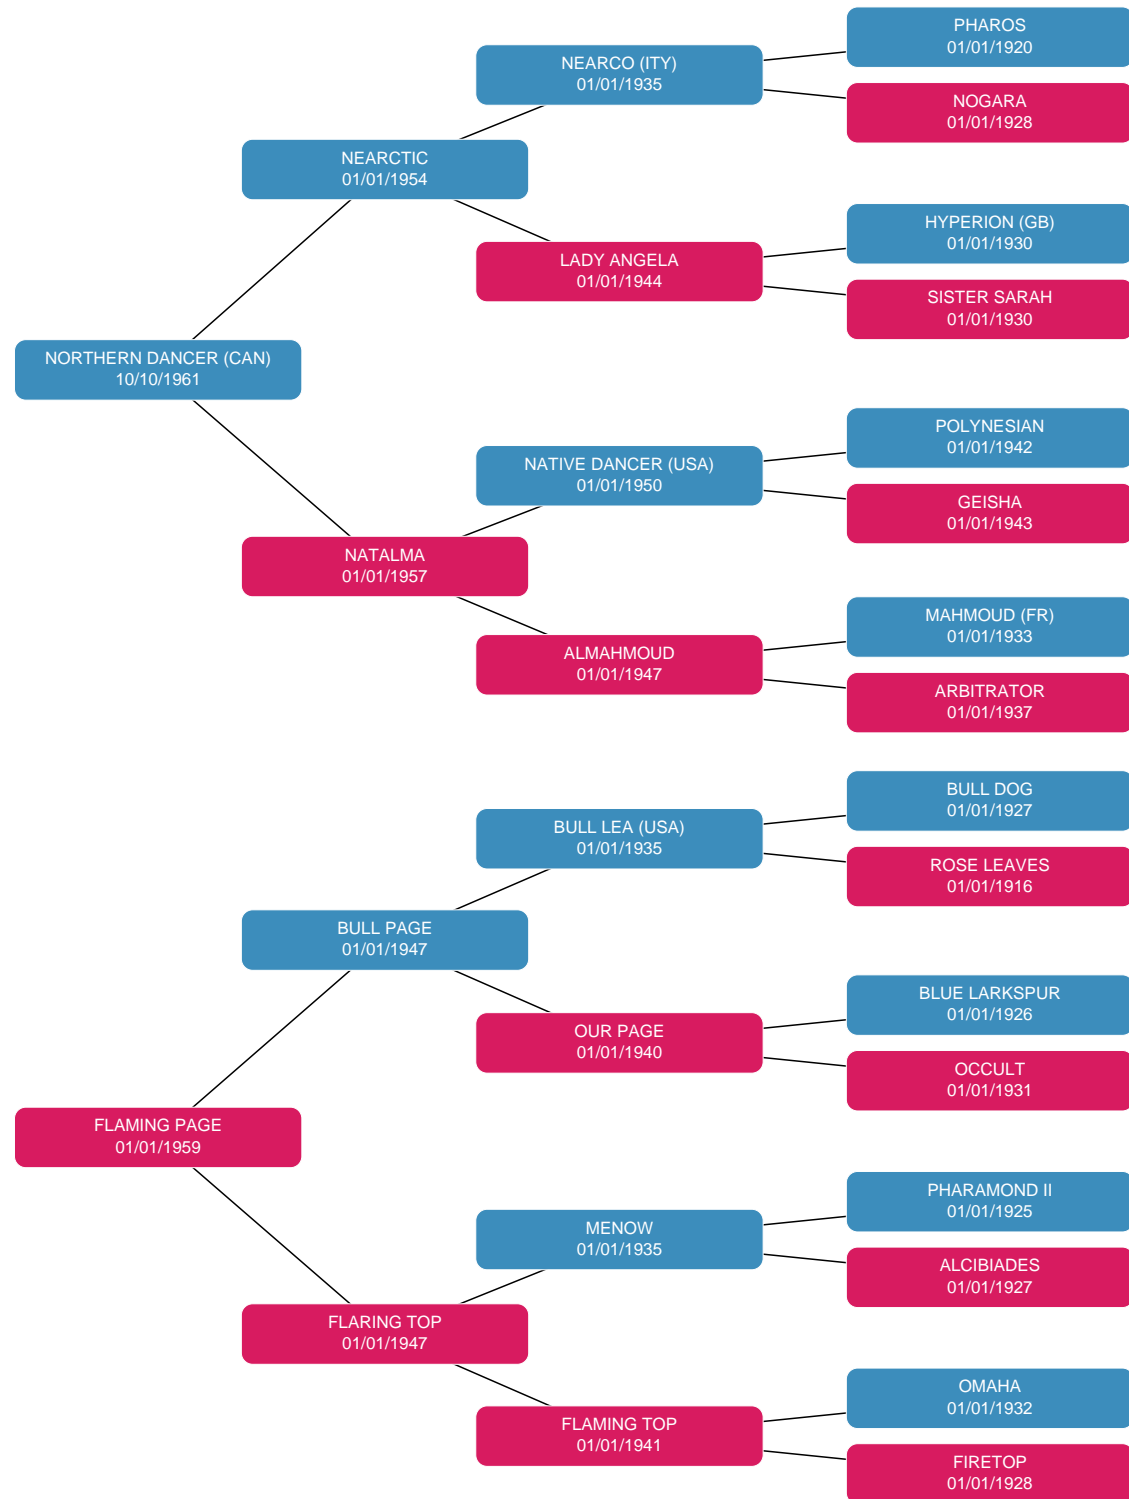 PHAROS
01/01/1920
NEARCO (ITY)
01/01/1935
NOGARA
01/01/1928
NEARCTIC
01/01/1954
HYPERION (GB)
01/01/1930
LADY ANGELA
01/01/1944
SISTER SARAH
01/01/1930
NORTHERN DANCER (CAN)
10/10/1961
POLYNESIAN
01/01/1942
NATIVE DANCER (USA)
01/01/1950
GEISHA
01/01/1943
NATALMA
01/01/1957
MAHMOUD (FR)
01/01/1933
ALMAHMOUD
01/01/1947
ARBITRATOR
01/01/1937
BULL DOG
01/01/1927
BULL LEA (USA)
01/01/1935
ROSE LEAVES
01/01/1916
BULL PAGE
01/01/1947
BLUE LARKSPUR
01/01/1926
OUR PAGE
01/01/1940
OCCULT
01/01/1931
FLAMING PAGE
01/01/1959
PHARAMOND II
01/01/1925
MENOW
01/01/1935
ALCIBIADES
01/01/1927
FLARING TOP
01/01/1947
OMAHA
01/01/1932
FLAMING TOP
01/01/1941
FIRETOP
01/01/1928